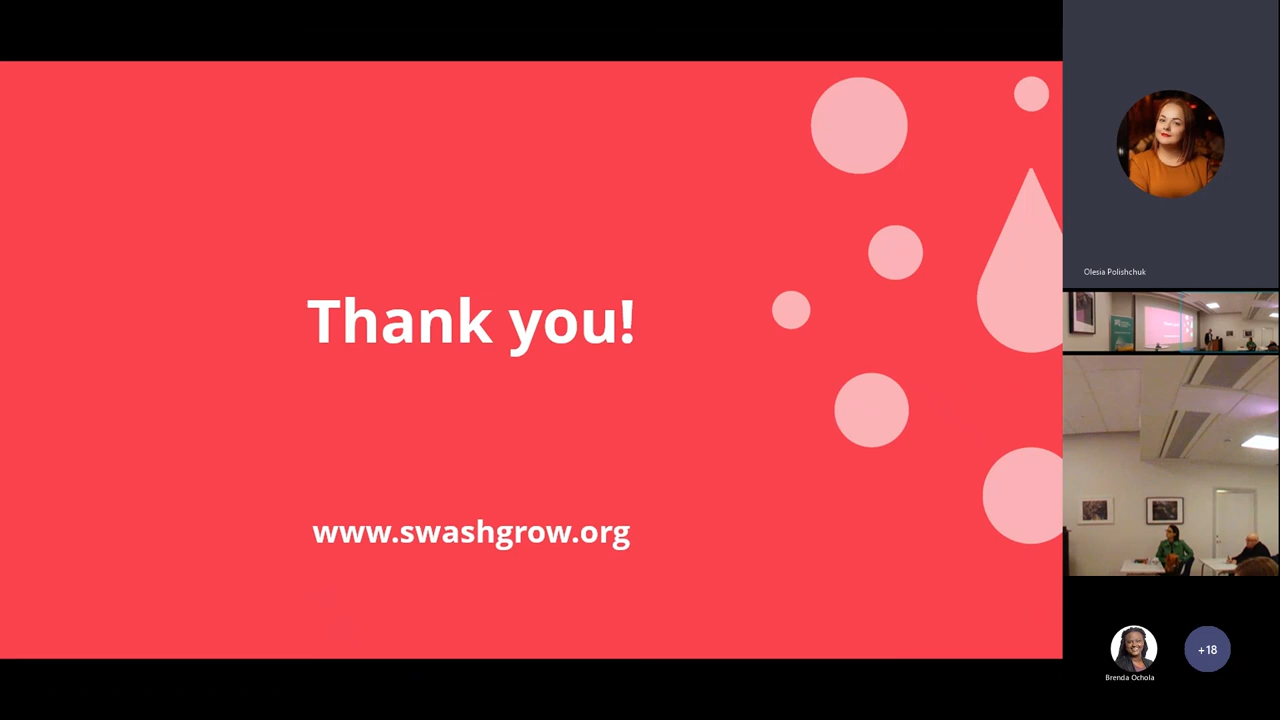 Thank you!
www.swashgrow.org
Olesia Polishchuk
Brenda Ochola
+18